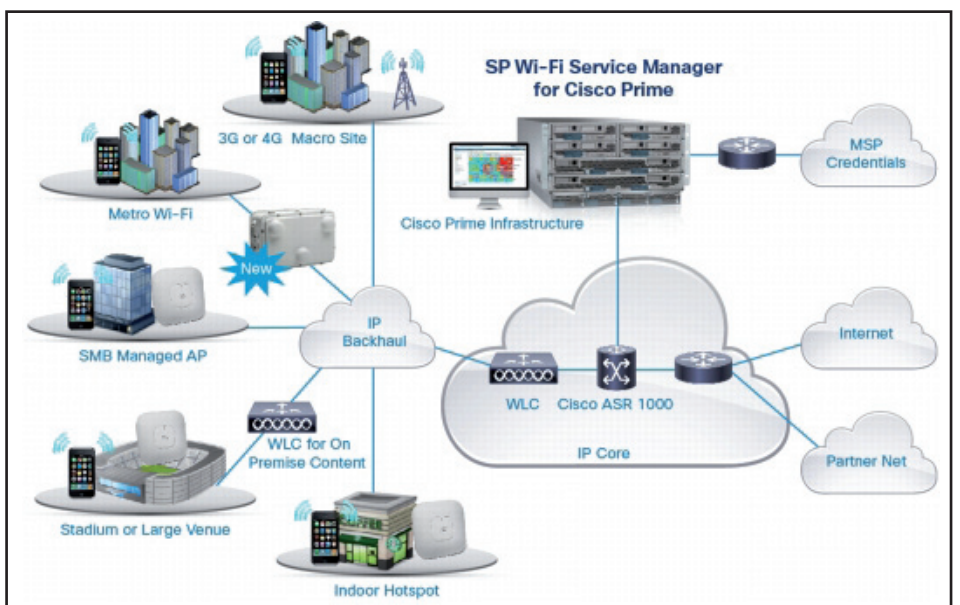 SP Wi-Fi Service Manager
for Cisco Prime
3G or 4G Macro Site
MSP
Credentials
Metro Wi-Fi
Cisco Prime Infrastructure
New
SMB Managed AP
IP
Backhaul
Internet
WLC
Cisco ASR 1000
WLC for On
Premise Content
IP Core
Partner Net
Stadium or Large Venue
COFFEE
Indoor Hotspot